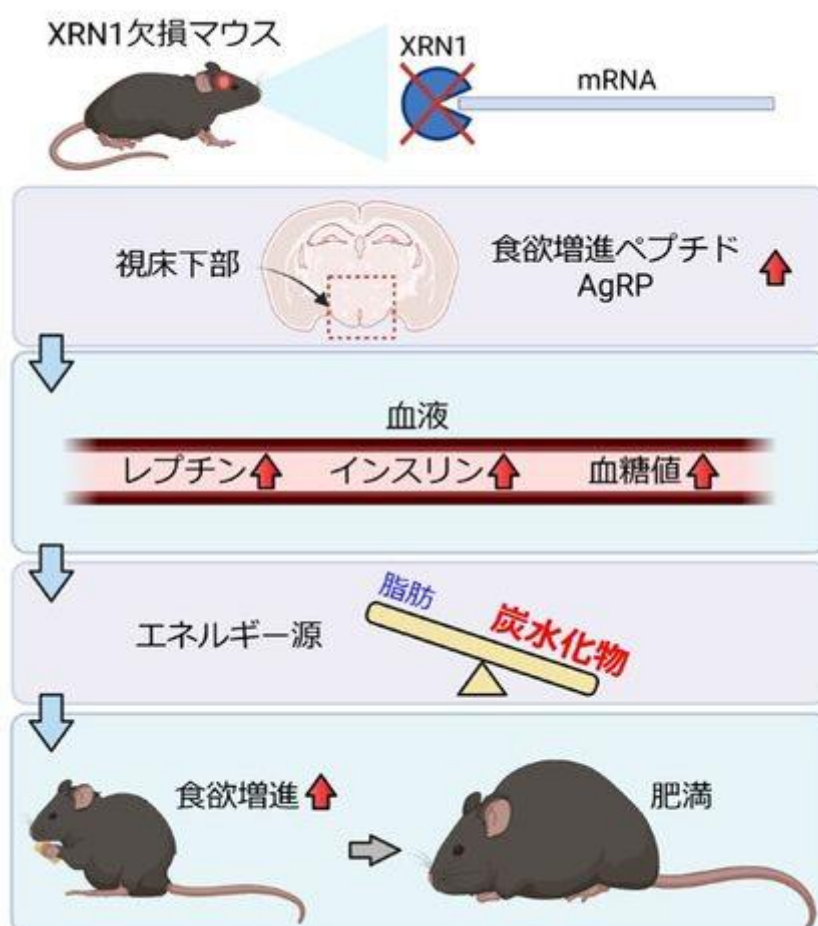 XRN1欠損マウス
XRN1
mRNA
視床下部
食欲増進ペプチド
AgRP
血液
レプチン
インスリン
血糖値
エネルギー源
脂肪
炭水化物
食欲増進
肥満